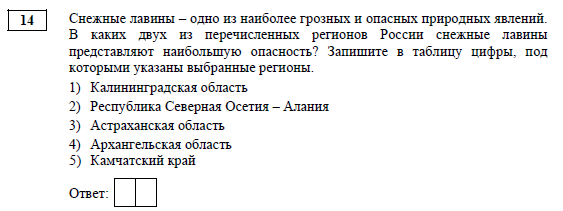 14
Снежные лавины – одно из наиболее грозных и опасных природных явлений.
В каких двух из перечисленных регионов России снежные лавины
представляют наибольшую опасность? Запишите в таблицу цифры, под
которыми указаны выбранные регионы.
1) Калининградская область
2) Республика Северная Осетия – Алания
3) Астраханская область
4) Архангельская область
5) Камчатский край
Ответ: